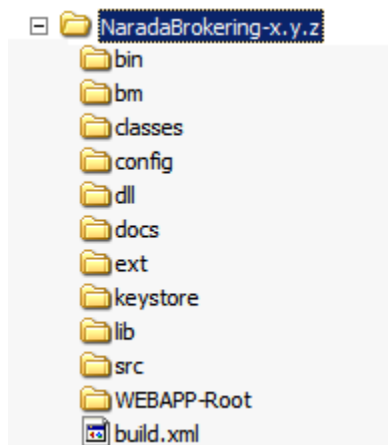 NaradaBrokering-x.y.z
bin
bm
classes
config
dll
docs
ext
keystore
lib
src
WEBAPP-Root
build.xml